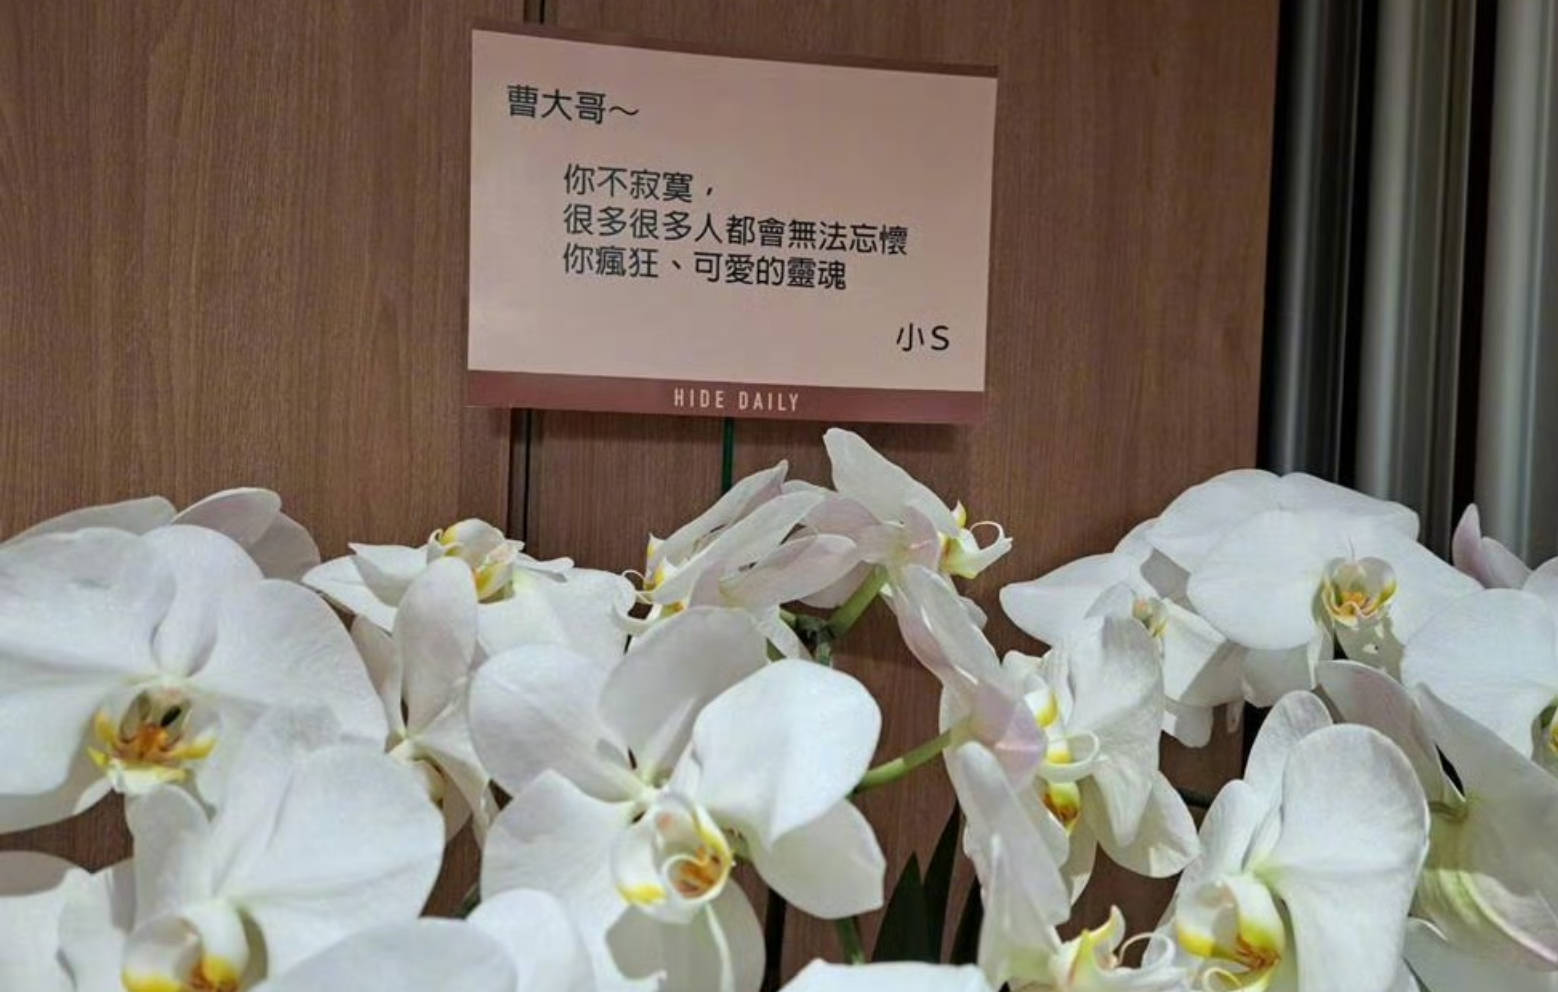 曹大哥～
你不寂寞，
很多很多人都會無法忘懷
你瘋狂、可愛的靈魂
小S
HIDE DAILY